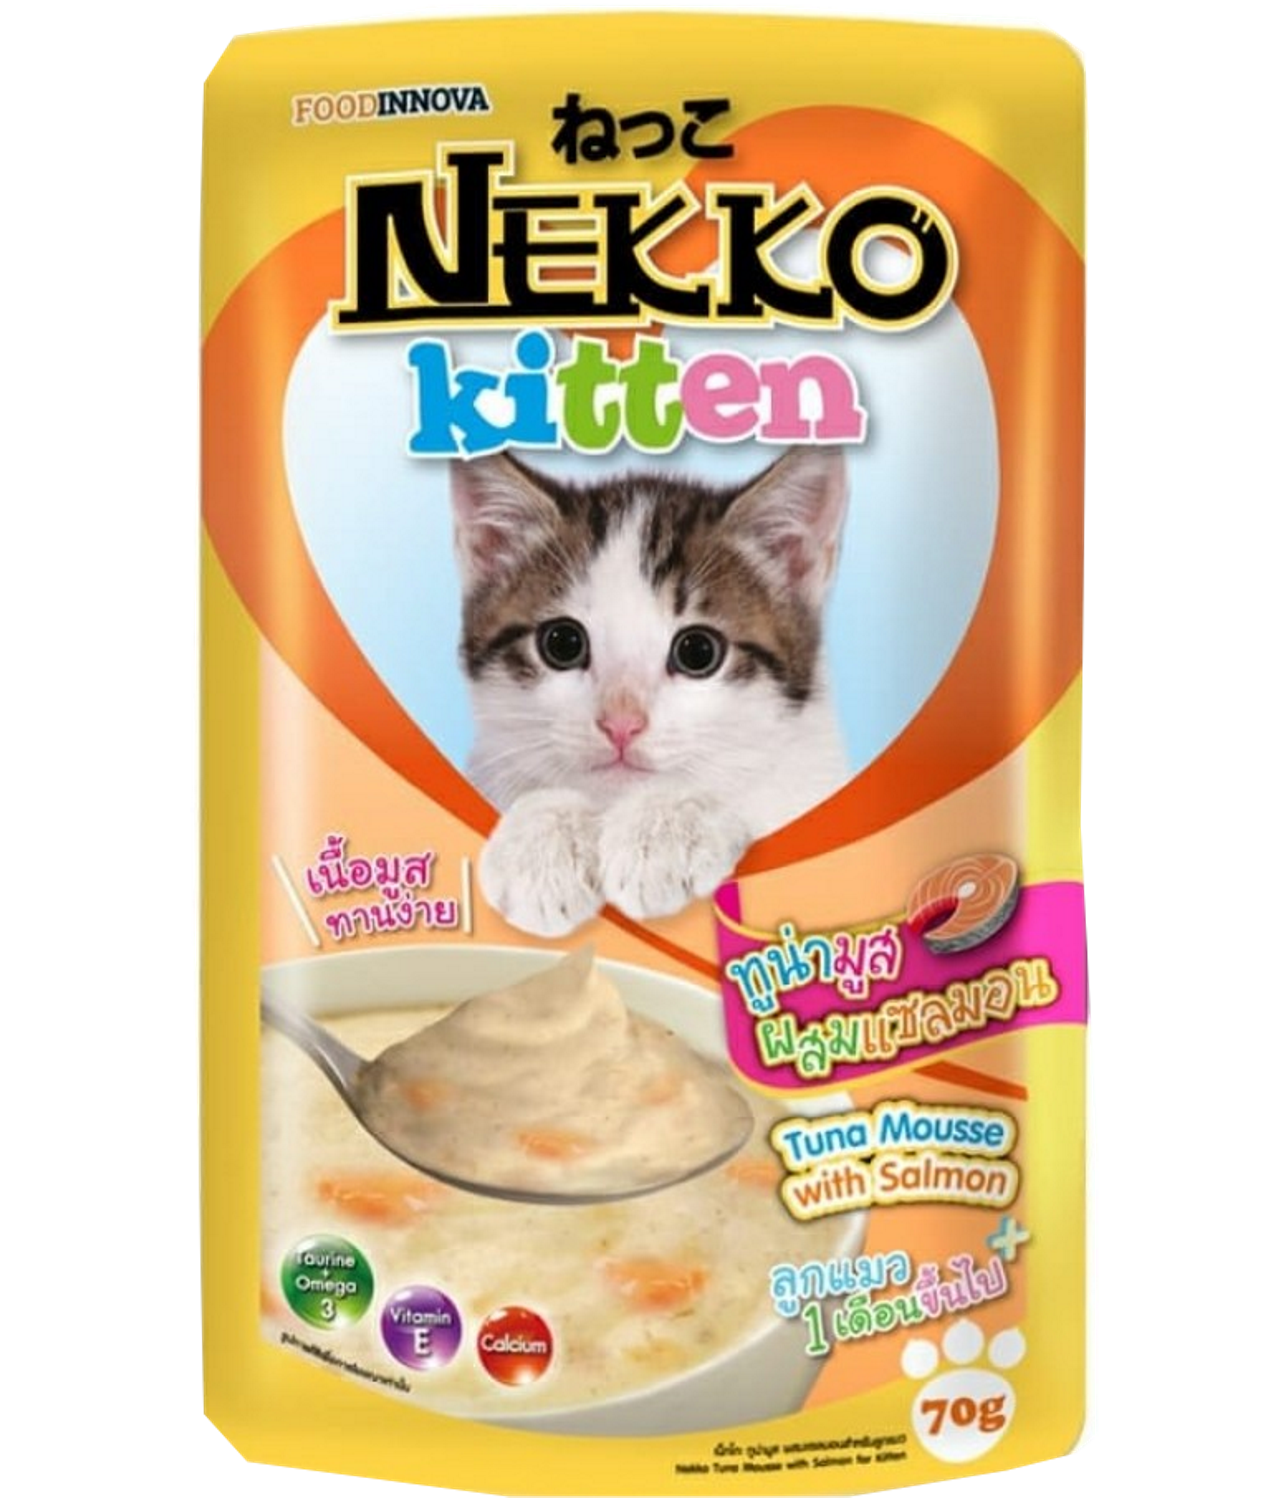 FOODINNOVA
ねっこ
NEKKO
kitten
เนื้อมูส
ทานง่าย
ทูน่ามูส
ผสมแซลมอน
Tuna Mousse
with Salmon
ลูกแมว
1 เดือนขึ้นไป+
Taurine
+
Omega
3
Vitamin
E
Calcium
70g
Nekko Tuna Mousse with Salmon for Kitten